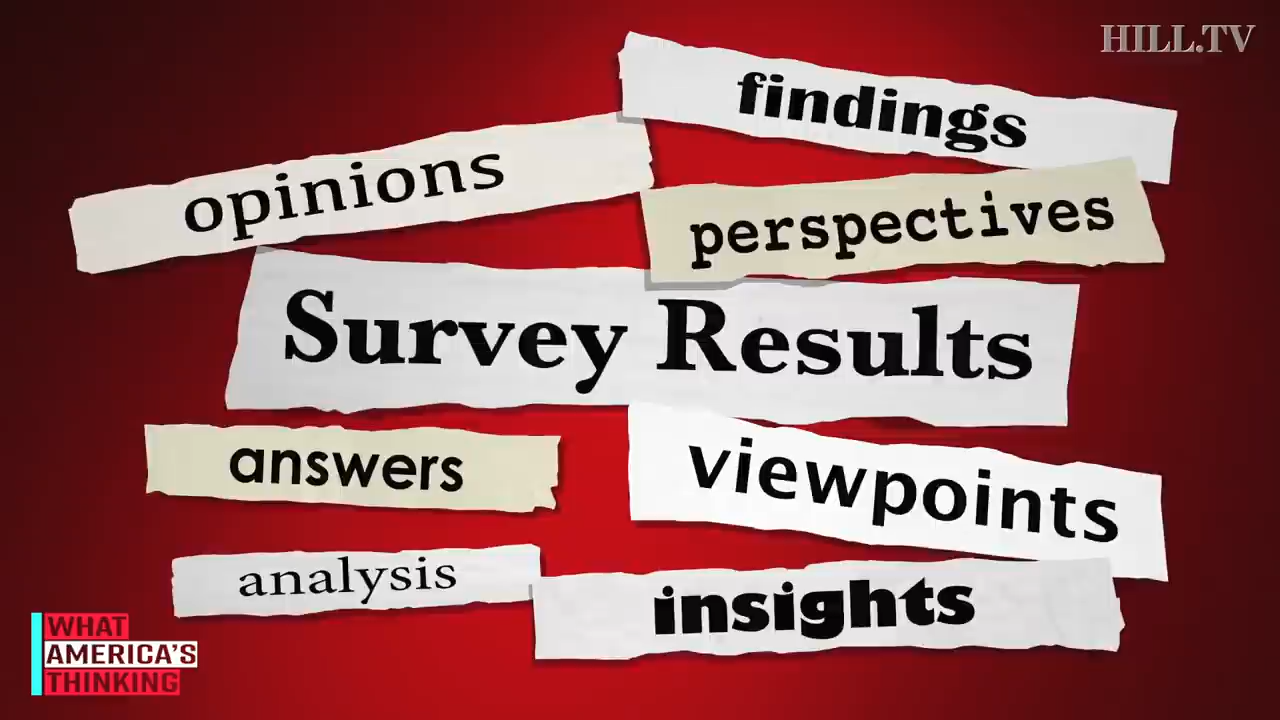 HILL.TV
findings
opinions
perspectives
Survey Results
answers
viewpoints
analysis
insights
WHAT
AMERICA'S
THINKING